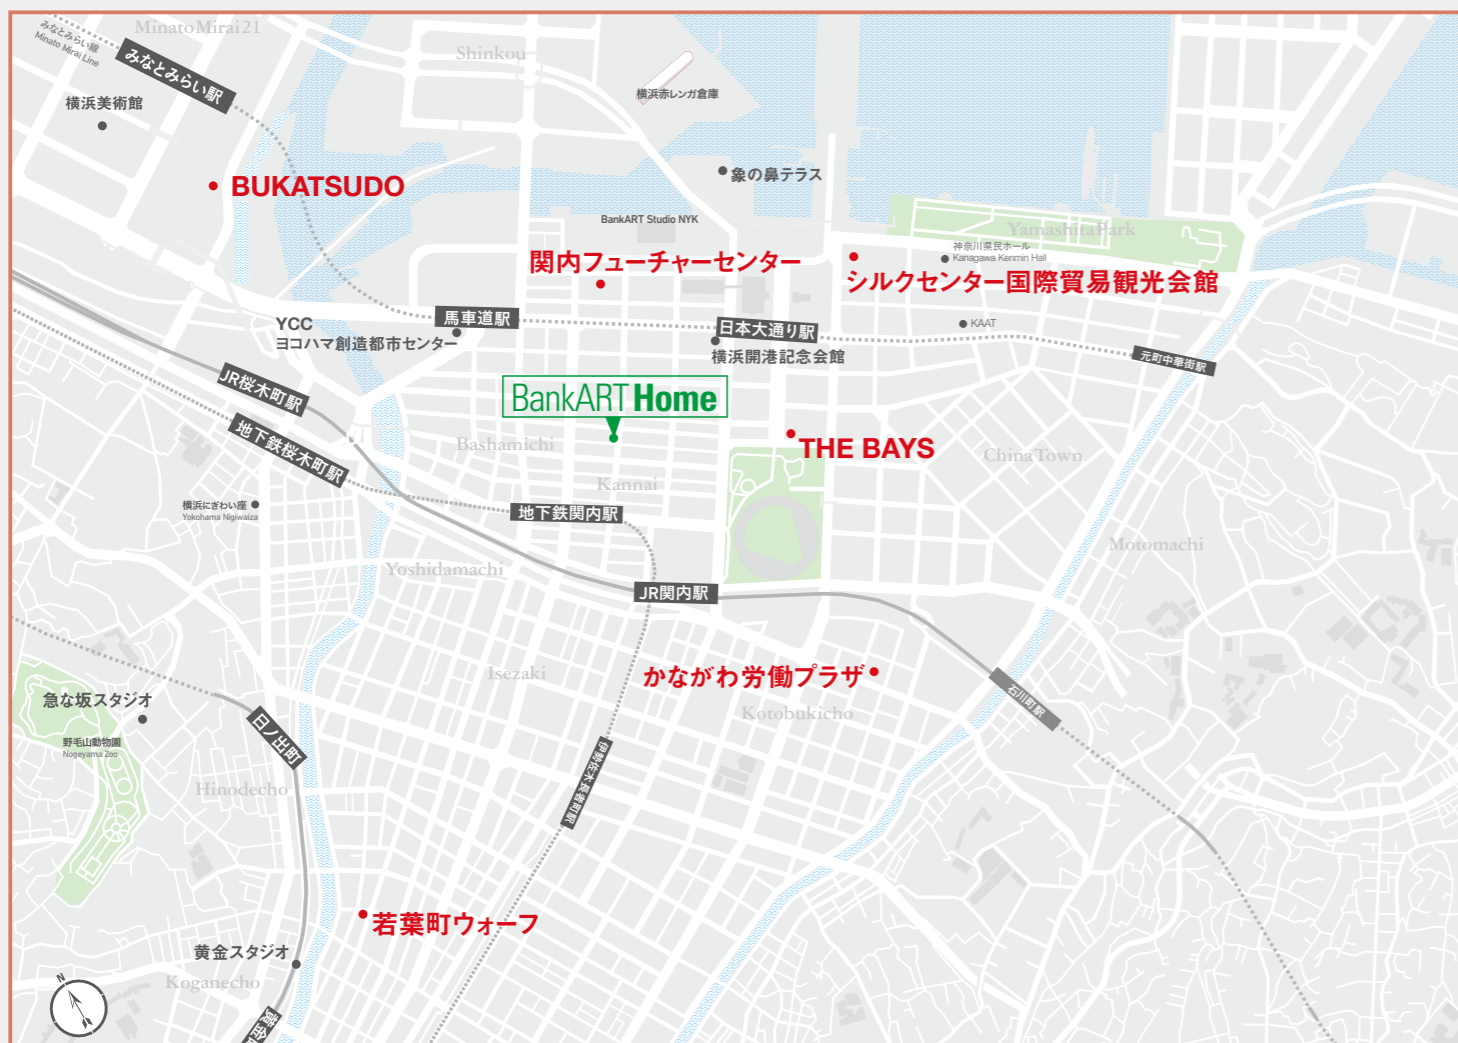 MinatoMirai21
みなとみらい線
Minato Mirai Line
みなとみらい駅
Shinkou
横浜赤レンガ倉庫
横浜美術館
BUKATSUDO
象の鼻テラス
BankART Studio NYK
YamashitaPark
神奈川県民ホール
Kanagawa Kenmin Hall
関内フューチャーセンター
シルクセンター国際貿易観光会館
馬車道駅
YCC
ヨコハマ創造都市センター
日本大通り駅
横浜開港記念会館
KAAT
元町中華街駅
JR桜木町駅
BankART Home
地下鉄桜木町駅
Bashamichi
THE BAYS
ChinaTown
Kannai
横浜にぎわい座
Yokohama Nigiwaiza
地下鉄関内駅
Motomachi
Yoshidamachi
JR関内駅
Isezaki
かながわ労働プラザ
石川町駅
Kotobukicho
急な坂スタジオ
野毛山動物園
Nogeyama Zoo
日ノ出町
伊勢佐木長者町駅
Hinodecho
若葉町ウォーフ
黄金スタジオ
Koganecho
N
黄金